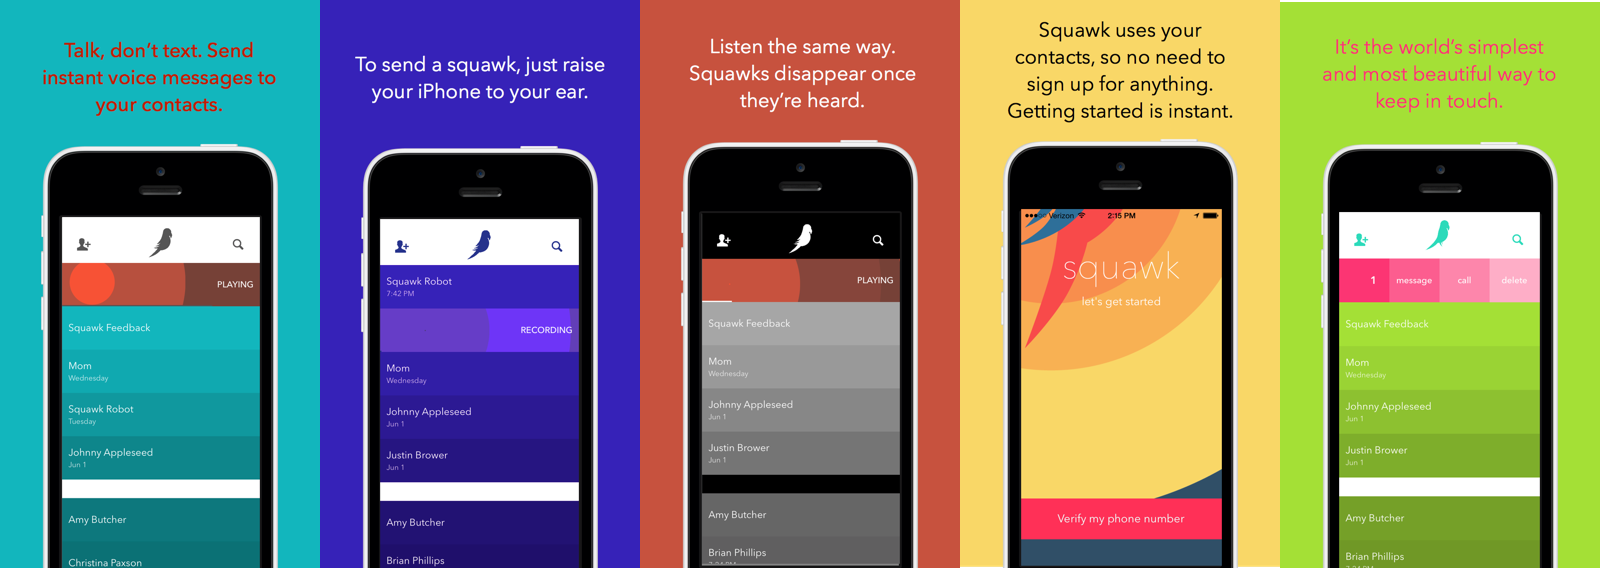 Talk, don't text. Send
instant voice messages to
your contacts.
PLAYING
Squawk Feedback
Mom
Wednesday
Squawk Robot
Tuesday
Johnny Appleseed
Jun 1
Amy Butcher
Christina Paxson
To send a squawk, just raise
your iPhone to your ear.
Squawk Robot
7:42 PM
RECORDING
Mom
Wednesday
Johnny Appleseed
Jun 1
Justin Brower
Jun 1
Amy Butcher
Brian Phillips
Listen the same way.
Squawks disappear once
they're heard.
PLAYING
Squawk Feedback
Mom
Wednesday
Johnny Appleseed
Jun 1
Justin Brower
Jun 1
Amy Butcher
Brian Phillips
Squawk uses your
contacts, so no need to
sign up for anything.
Getting started is instant.
Verizon 2:15 PM
squawk
let's get started
Verify my phone number
It's the world's simplest
and most beautiful way to
keep in touch.
1 message call delete
Squawk Feedback
Mom
Wednesday
Johnny Appleseed
Jun 1
Justin Brower
Jun 1
Amy Butcher
Brian Phillips